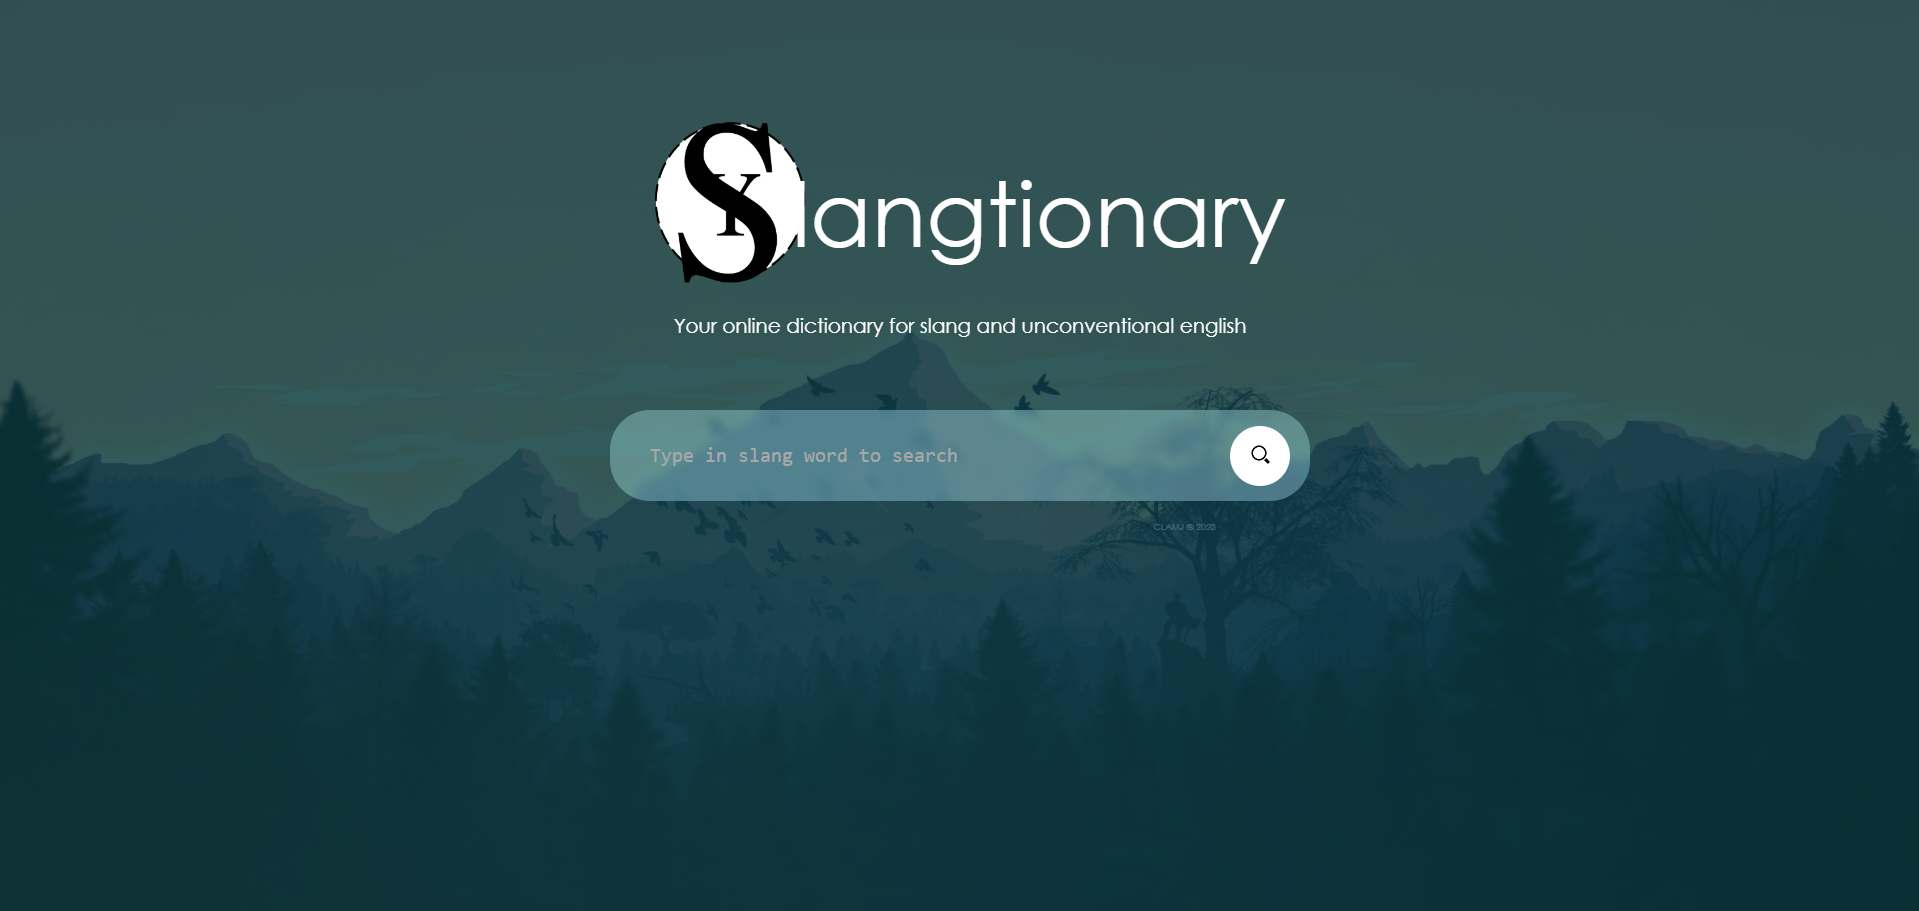 Slangtionary
Your online dictionary for slang and unconventional english
Type in slang word to search
CLAMJ © 2023